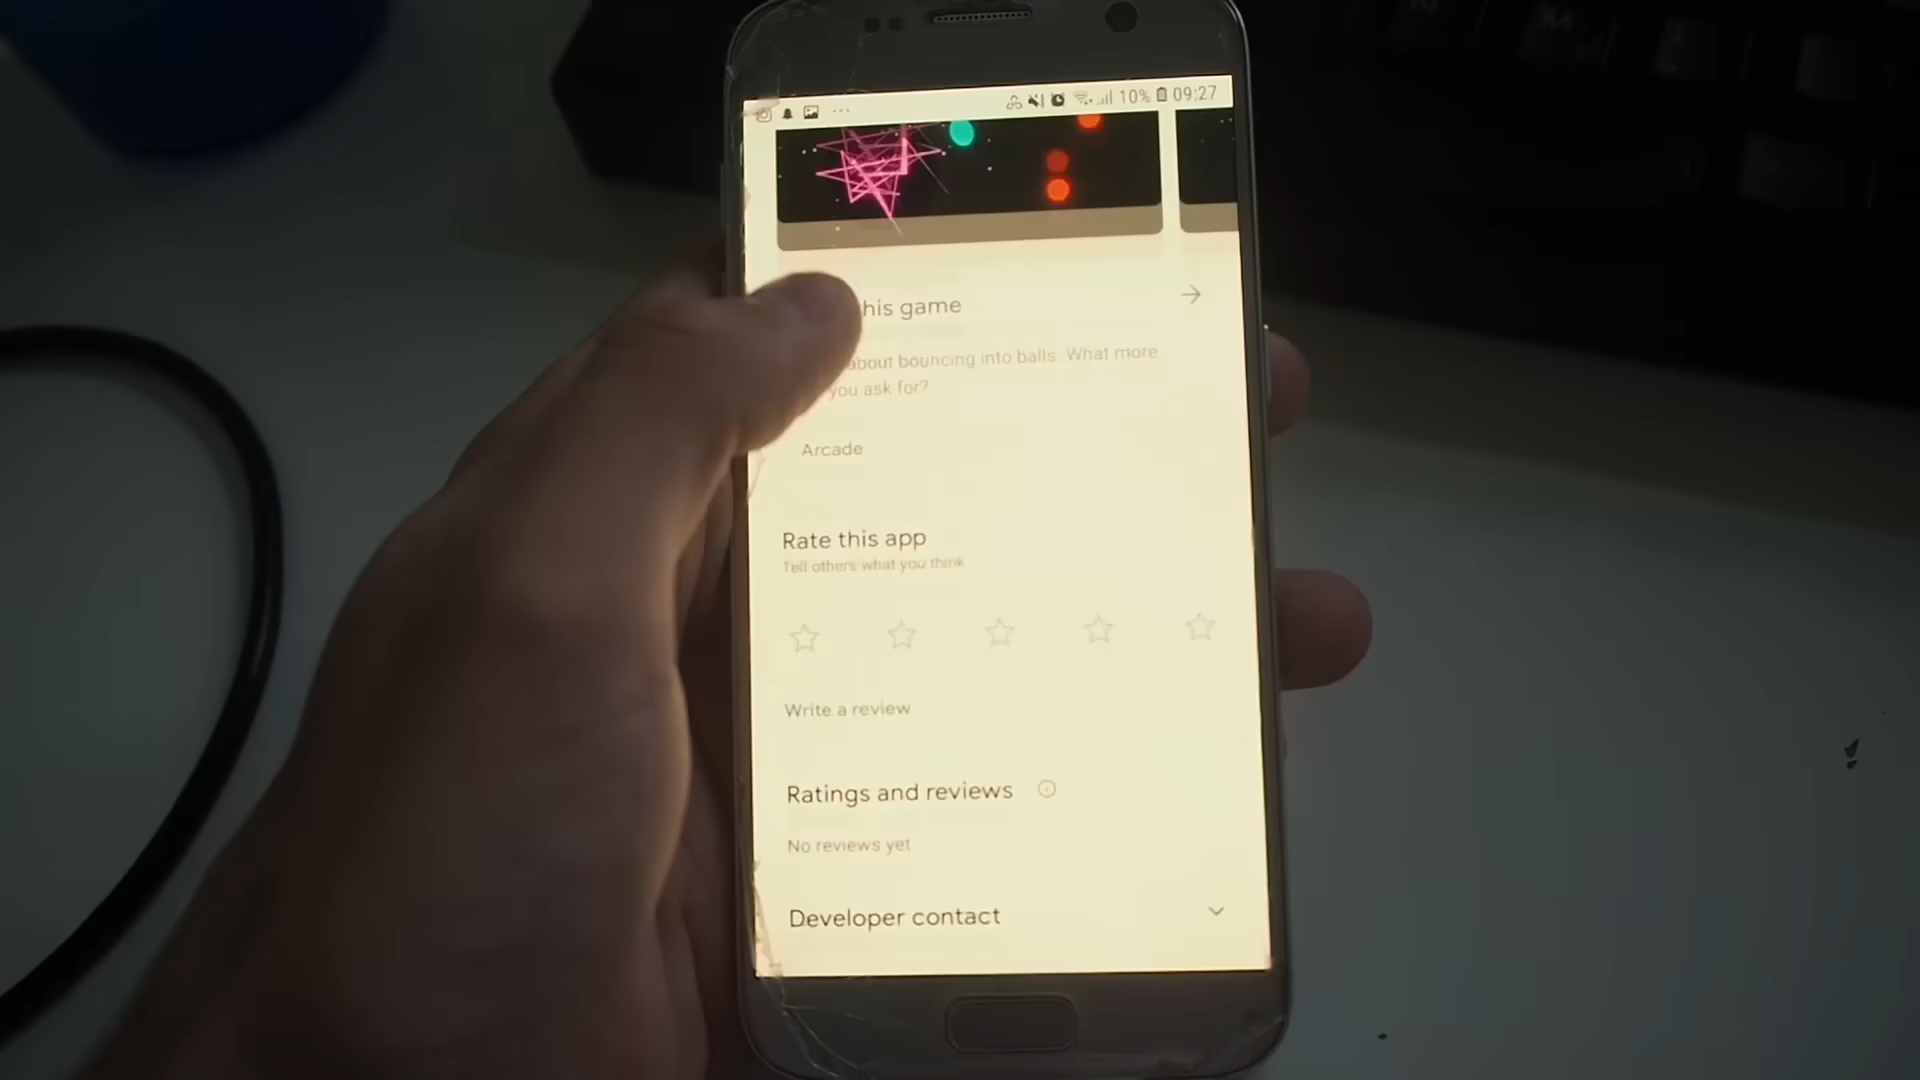 10% 09:27
his game
about bouncing into balls. What more
you ask for?
Arcade
Rate this app
Tell others what you think
Write a review
Ratings and reviews
No reviews yet
Developer contact